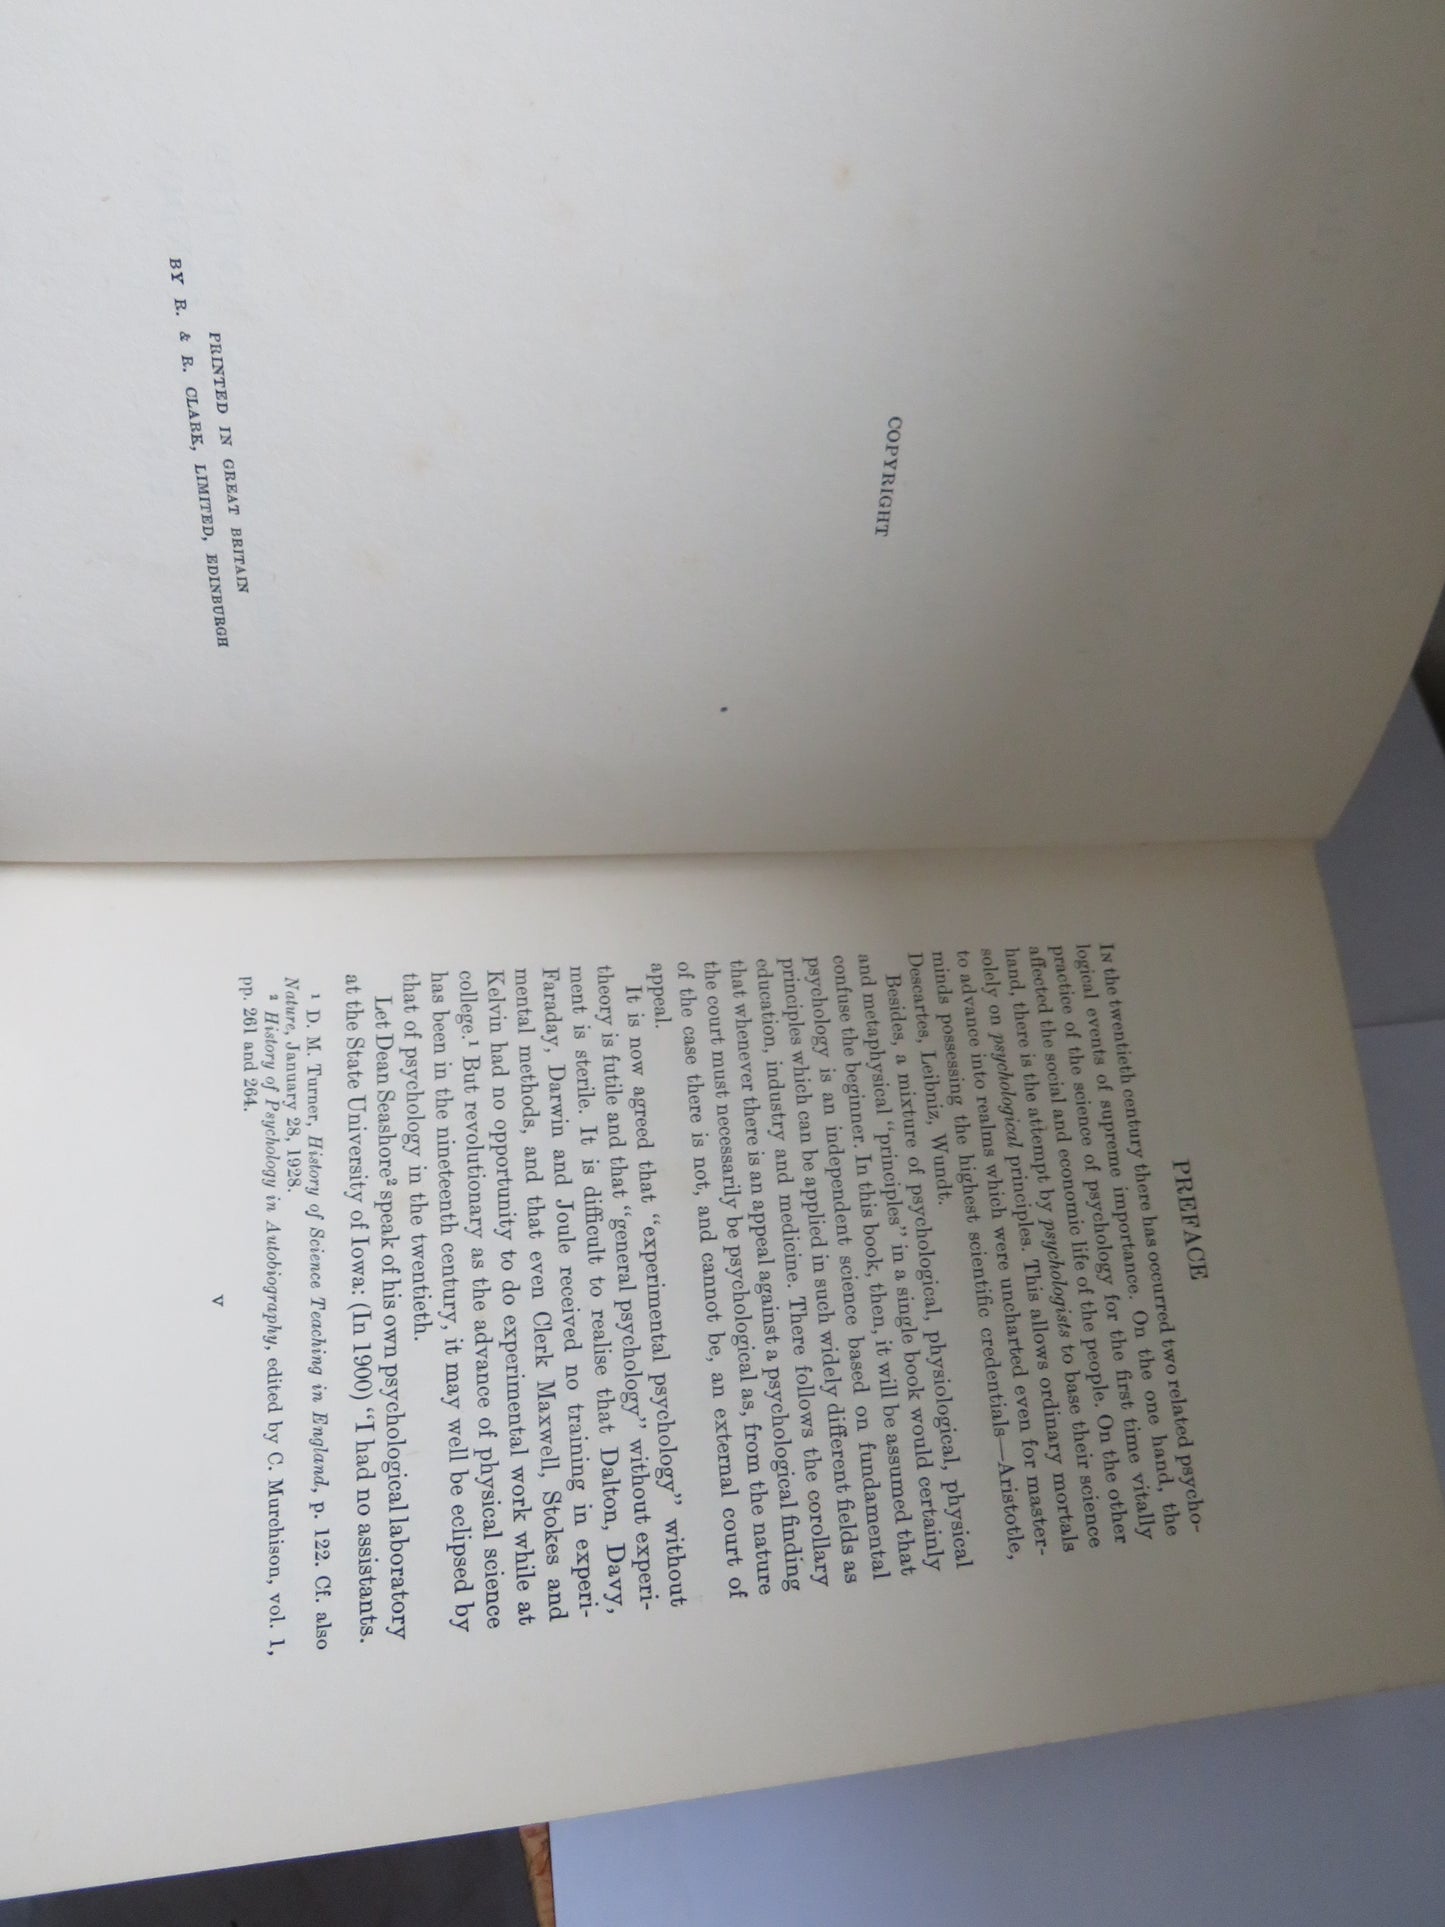 COPYRIGHT
PRINTED IN GREAT BRITAIN
BY R. & R. CLARK, LIMITED, EDINBURGH
PREFACE
In the twentieth century there has occurred two related psycho-
logical events of supreme importance. On the one hand, the
practice of the science of psychology for the first time vitally
affected the social and economic life of the people. On the other
hand, there is the attempt by psychologists to base their science
solely on psychological principles. This allows ordinary mortals
to advance into realms which were uncharted even for master-
minds possessing the highest scientific credentials—Aristotle,
Descartes, Leibniz, Wundt.
Besides, a mixture of psychological, physiological, physical
and metaphysical “principles” in a single book would certainly
confuse the beginner. In this book, then, it will be assumed that
psychology is an independent science based on fundamental
principles which can be applied in such widely different fields as
education, industry and medicine. There follows the corollary
that whenever there is an appeal against a psychological finding
the court must necessarily be psychological as, from the nature
of the case there is not, and cannot be, an external court of
appeal.
It is now agreed that “experimental psychology” without
theory is futile and that “general psychology” without experi-
ment is sterile. It is difficult to realise that Dalton, Davy,
Faraday, Darwin and Joule received no training in experi-
mental methods, and that even Clerk Maxwell, Stokes and
Kelvin had no opportunity to do experimental work while at
college.¹ But revolutionary as the advance of physical science
has been in the nineteenth century, it may well be eclipsed by
that of psychology in the twentieth.
Let Dean Seashore² speak of his own psychological laboratory
at the State University of Iowa: (In 1900) “I had no assistants.
¹ D. M. Turner, History of Science Teaching in England, p. 122. Cf. also
Nature, January 28, 1928.
² History of Psychology in Autobiography, edited by C. Murchison, vol. 1,
pp. 261 and 264.
v